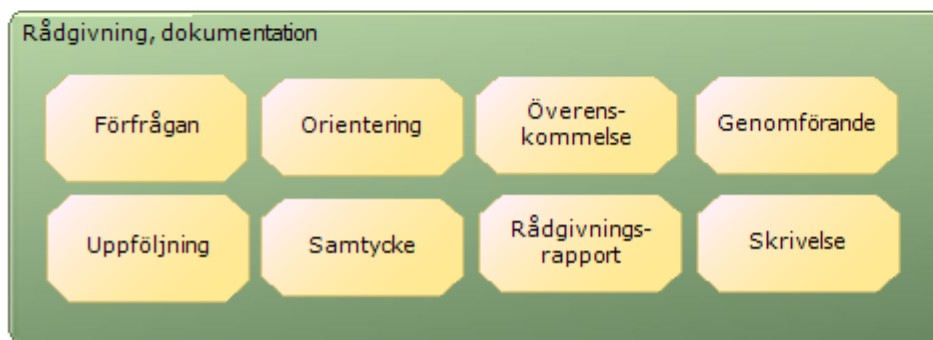 Rådgivning, dokumentation
Förfrågan
Orientering
Överens-
kommelse
Genomförande
Uppföljning
Samtycke
Rådgivnings-
rapport
Skrivelse